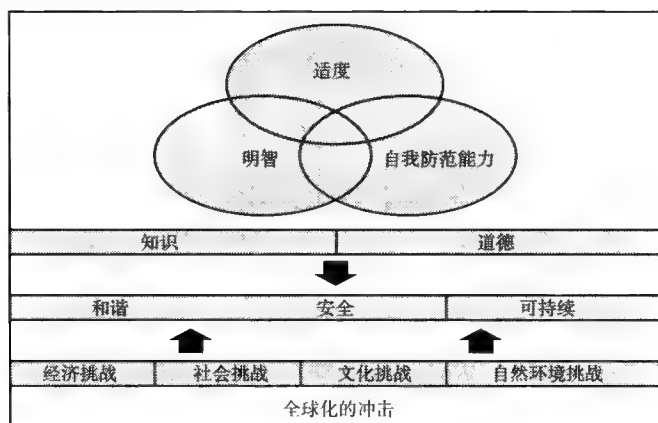 适度
明智 自我防范能力
知识 道德
和谐 安全 可持续
经济挑战 社会挑战 文化挑战 自然环境挑战
全球化的冲击